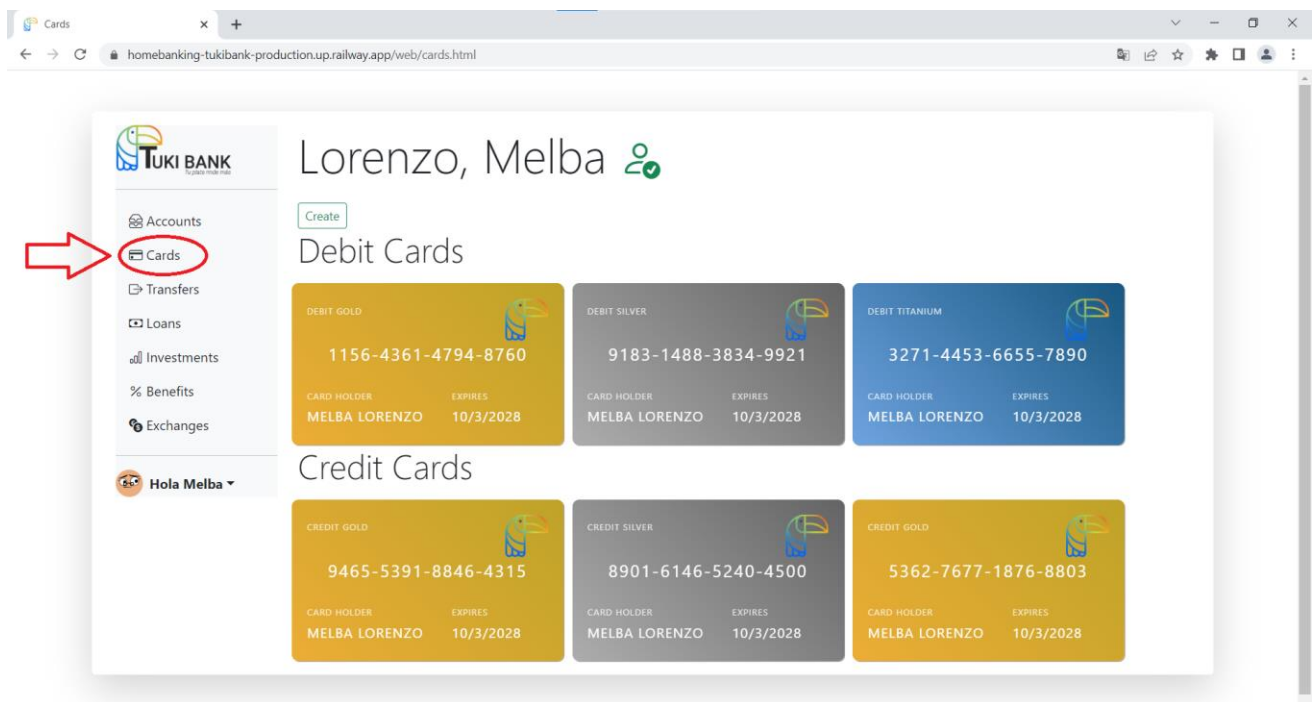 Cards
homebanking-tukibank-production.up.railway.app/web/cards.html
TUKI BANK
Lorenzo, Melba
Accounts
Cards
Transfers
Loans
Investments
% Benefits
Exchanges
Hola Melba
Create
Debit Cards
DEBIT GOLD
1156-4361-4794-8760
CARD HOLDER EXPIRES
MELBA LORENZO 10/3/2028
DEBIT SILVER
9183-1488-3834-9921
CARD HOLDER EXPIRES
MELBA LORENZO 10/3/2028
DEBIT TITANIUM
3271-4453-6655-7890
CARD HOLDER EXPIRES
MELBA LORENZO 10/3/2028
Credit Cards
CREDIT GOLD
9465-5391-8846-4315
CARD HOLDER EXPIRES
MELBA LORENZO 10/3/2028
CREDIT SILVER
8901-6146-5240-4500
CARD HOLDER EXPIRES
MELBA LORENZO 10/3/2028
CREDIT GOLD
5362-7677-1876-8803
CARD HOLDER EXPIRES
MELBA LORENZO 10/3/2028